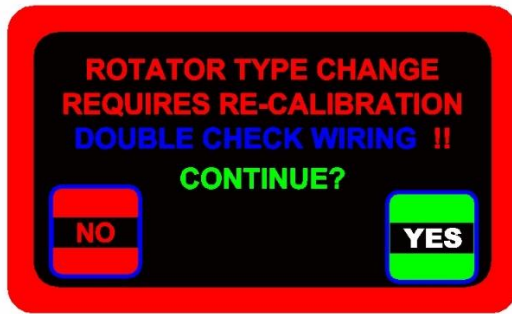 ROTATOR TYPE CHANGE
REQUIRES RE-CALIBRATION
DOUBLE CHECK WIRING !!
CONTINUE?
NO
YES